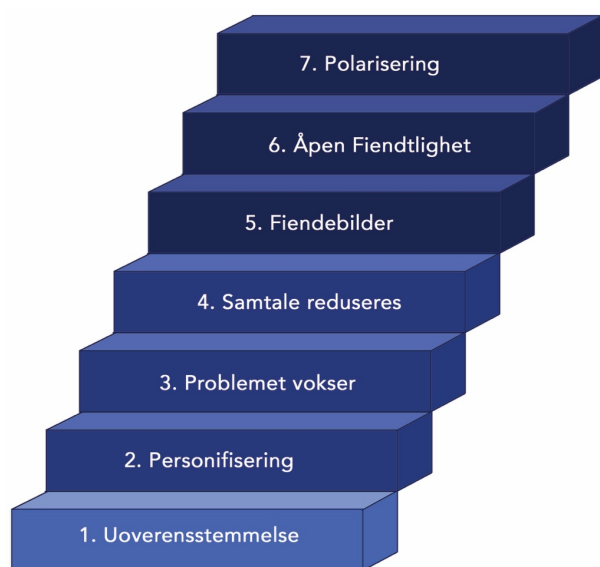 7. Polarisering
6. Åpen Fiendtlighet
5. Fiendebilder
4. Samtale reduseres
3. Problemet vokser
2. Personifisering
1. Uoverensstemmelse